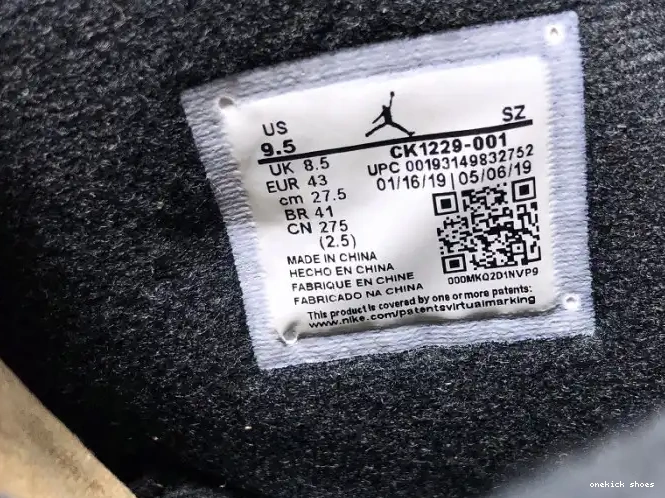 US SZ
9.5 CK1229-001
UK 8.5 UPC 00193149832752
EUR 43 01/16/19 | 05/06/19
cm 27.5
BR 41
CN 275
(2.5)
000MKQ2D1NVP9
MADE IN CHINA
HECHO EN CHINA
FABRIQUE EN CHINE
FABRICADO NA CHINA
This product is covered by one or more patents:
www.nike.com/patentsvirtualmarking
onekick shoes